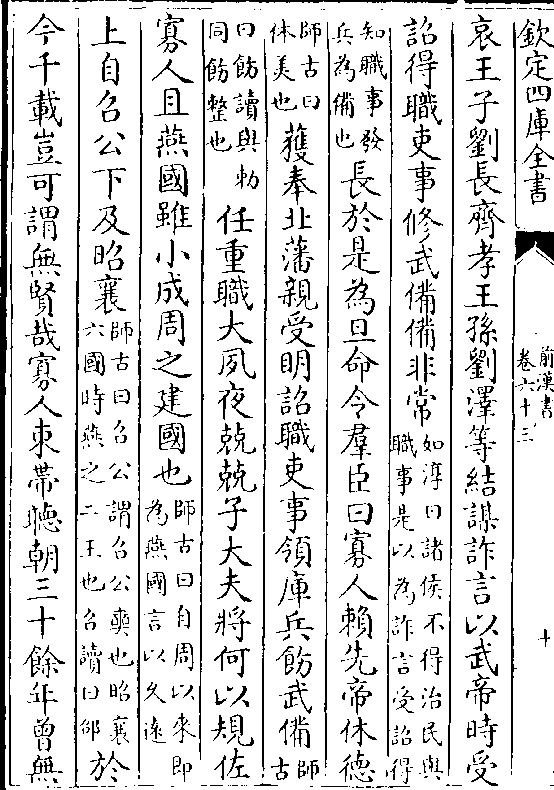 欽定四庫全書
前漢書
卷六十三
十
哀王子劉長齊孝王孫劉澤等結謀詐言以武帝時受
詔得職吏事修武備備非常如淳曰諸侯不得治民與
職事是以為詐言受詔得
知職事發
兵為備也長於是為旦命令羣臣曰寡人賴先帝休德
師古曰
休美也獲奉北藩親受明詔職吏事領庫兵飭武備師
古
曰飭讀與勅
同飭整也任重職大夙夜兢兢子大夫將何以規佐
寡人且燕國雖小成周之建國也師古曰自周以來即
為燕國言以久遠
上自召公下及昭襄師古曰召公謂召公奭也昭襄
六國時燕之二王也召讀曰邵於
今千載豈可謂無賢哉寡人束帶聽朝三十餘年曾無